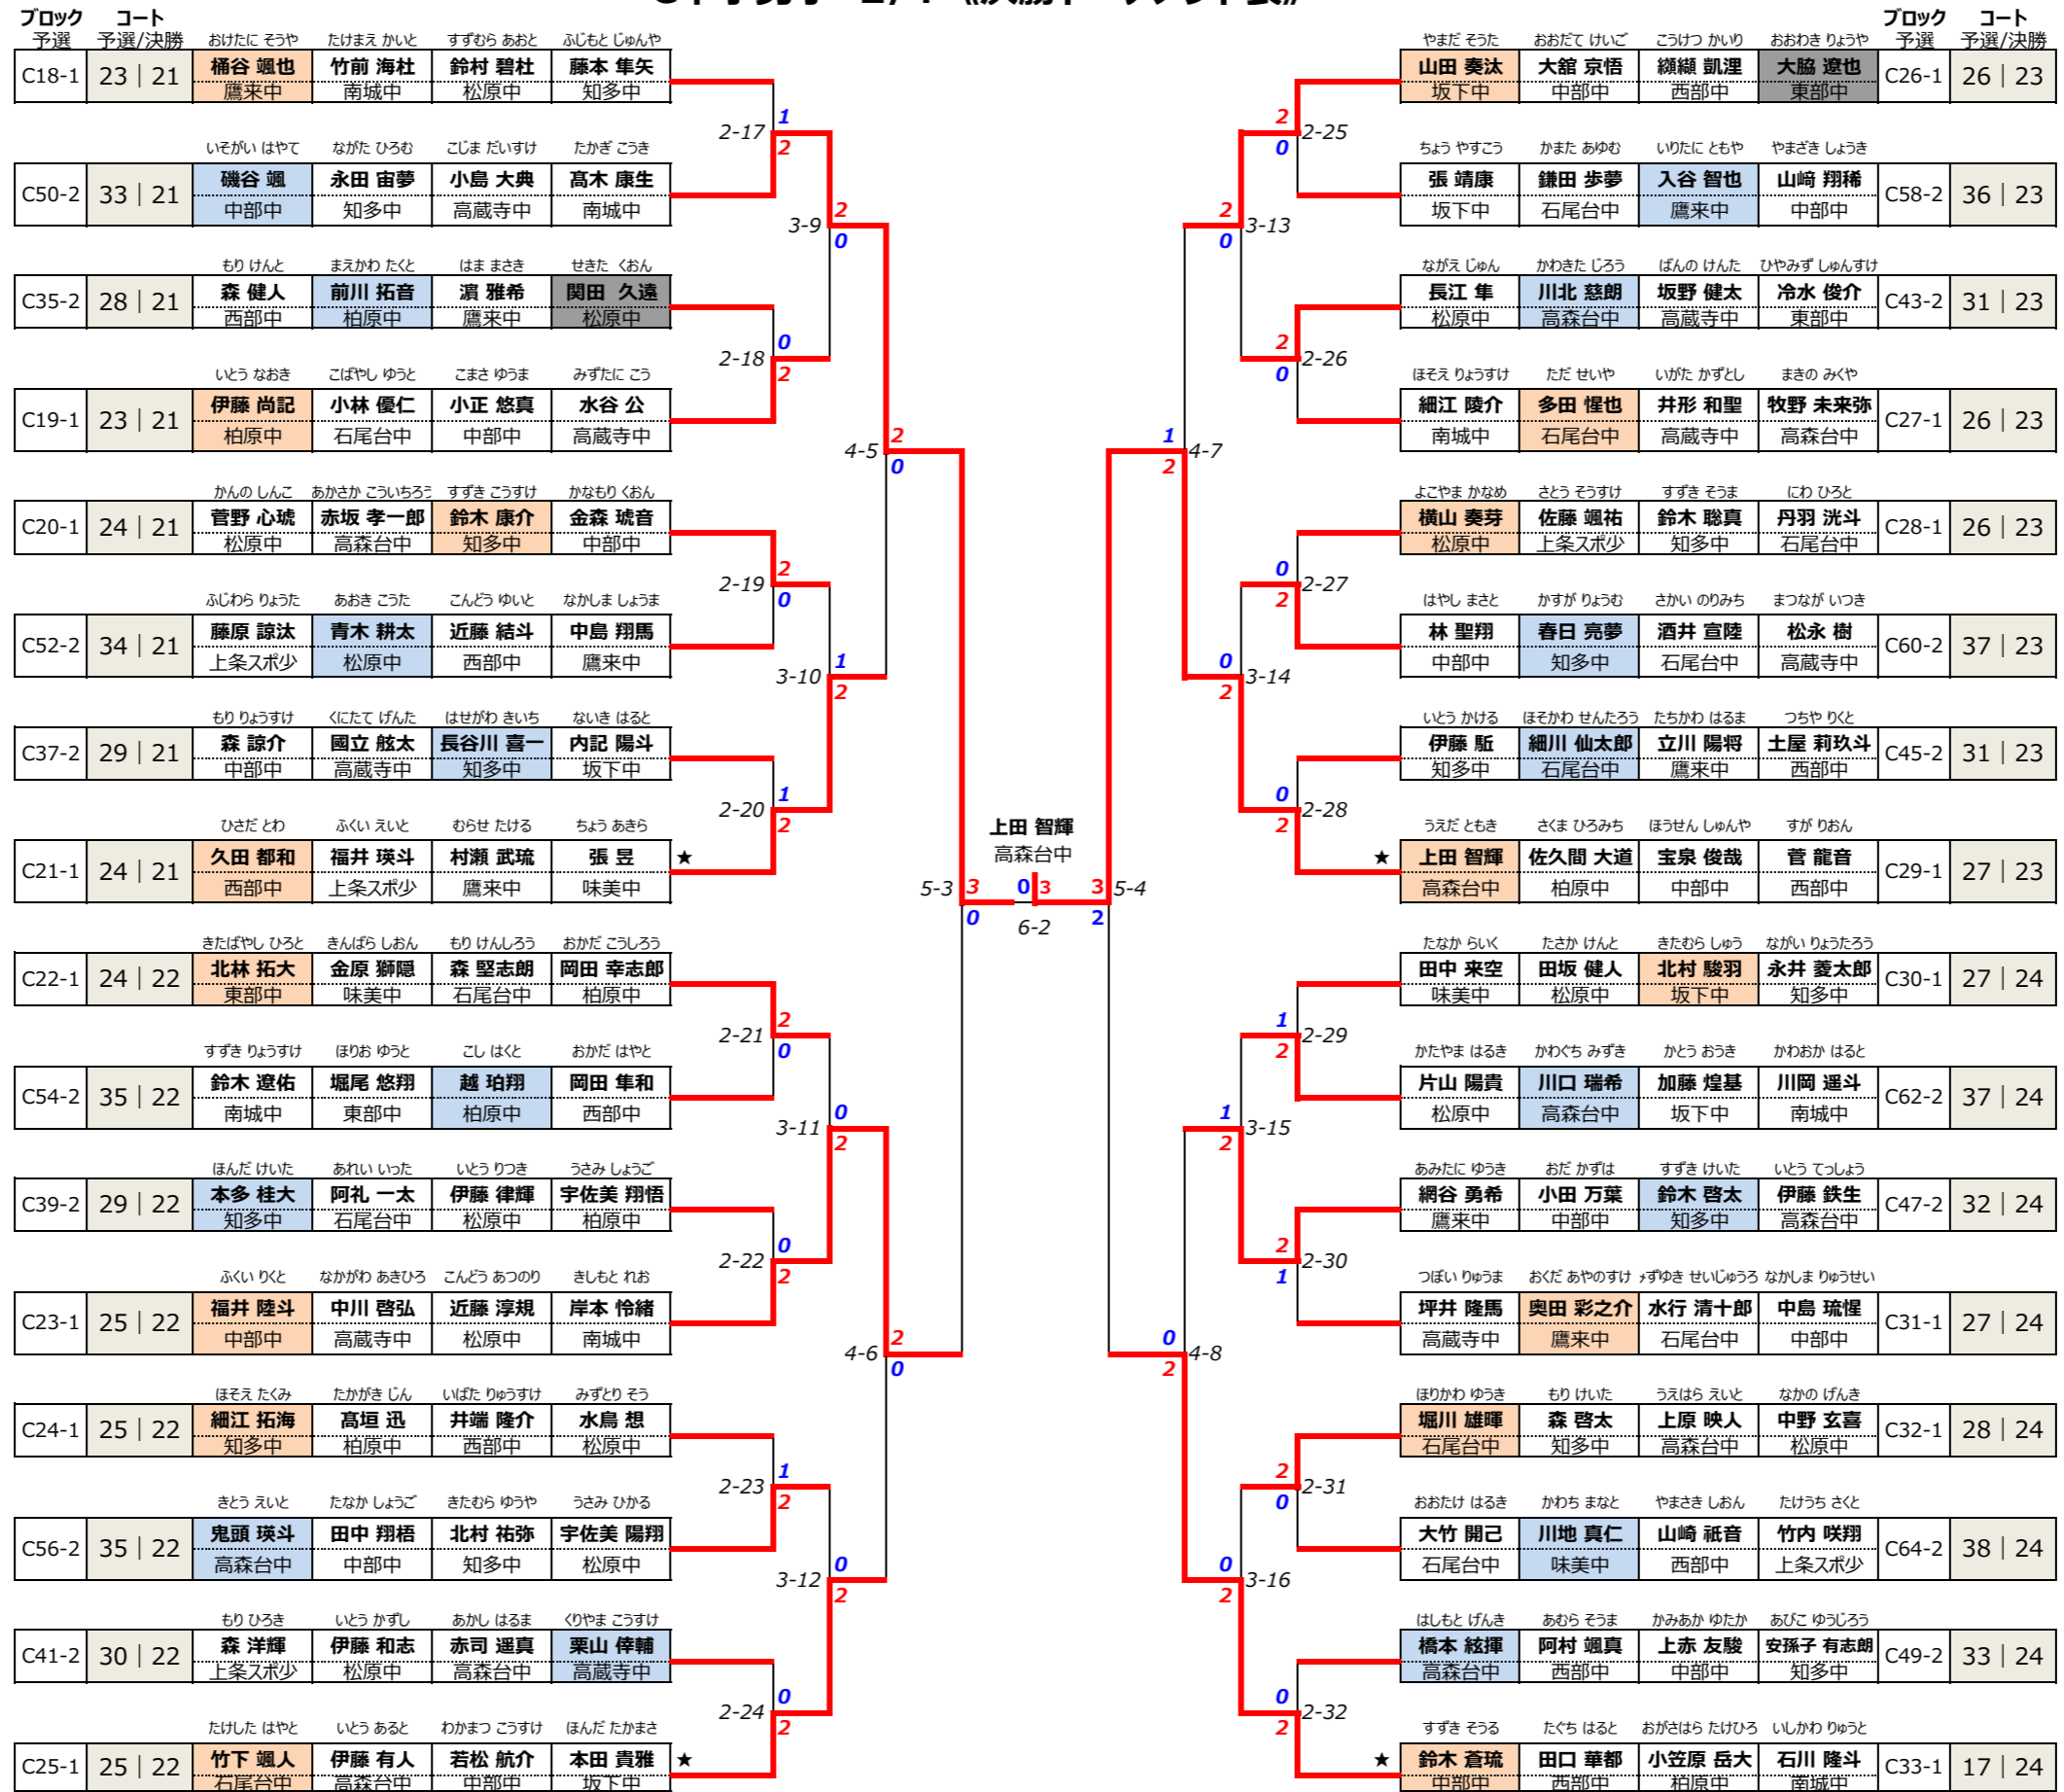 ブロック コート
予選 予選/決勝 おけたに そうや たけまえ かいと すずむら あおと ふじもと じゅんや
C18-1 23｜21 桶谷 颯也 竹前 海杜 鈴村 碧杜 藤本 隼矢
鷹来中 南城中 松原中 知多中
いそがい はやて ながた ひろむ こじま だいすけ たかぎ こうき
C50-2 33｜21 磯谷 颯 永田 宙夢 小島 大典 髙木 康生
中部中 知多中 高蔵寺中 南城中
もり けんと まえかわ たくと はま まさき せきた くおん
C35-2 28｜21 森 健人 前川 拓音 濵 雅希 関田 久遠
西部中 柏原中 鷹来中 松原中
いとう なおき こばやし ゆうと こまさ ゆうま みずたに こう
C19-1 23｜21 伊藤 尚記 小林 優仁 小正 悠真 水谷 公
柏原中 石尾台中 中部中 高蔵寺中
かんの しんこ あかさか こういちろう すずき こうすけ かなもり くおん
C20-1 24｜21 菅野 心琥 赤坂 孝一郎 鈴木 康介 金森 琥音
松原中 高森台中 知多中 中部中
ふじわら りょうた あおき こうた こんどう ゆいと なかしま しょうま
C52-2 34｜21 藤原 諒汰 青木 耕太 近藤 結斗 中島 翔馬
上条スポ少 松原中 西部中 鷹来中
もり りょうすけ くにたて げんた はせがわ きいち ないき はると
C37-2 29｜21 森 諒介 國立 舷太 長谷川 喜一 内記 陽斗
中部中 高蔵寺中 知多中 坂下中
ひさだ とわ ふくい えいと むらせ たける ちょう あきら
C21-1 24｜21 久田 都和 福井 瑛斗 村瀬 武琉 張 昱 ★
西部中 上条スポ少 鷹来中 味美中
きたばやし ひろと きんばら しおん もり けんしろう おかだ こうしろう
C22-1 24｜22 北林 拓大 金原 獅隠 森 堅志朗 岡田 幸志郎
東部中 味美中 石尾台中 柏原中
すずき りょうすけ ほりお ゆうと こし はくと おかだ はやと
C54-2 35｜22 鈴木 遼佑 堀尾 悠翔 越 珀翔 岡田 隼和
南城中 東部中 柏原中 西部中
ほんだ けいた あれい いった いとう りつき うさみ しょうご
C39-2 29｜22 本多 桂大 阿礼 一太 伊藤 律輝 宇佐美 翔悟
知多中 石尾台中 松原中 柏原中
ふくい りくと なかがわ あきひろ こんどう あつのり きしもと れお
C23-1 25｜22 福井 陸斗 中川 啓弘 近藤 淳規 岸本 怜緒
中部中 高蔵寺中 松原中 南城中
ほそえ たくみ たかがき じん いばた りゅうすけ みずとり そう
C24-1 25｜22 細江 拓海 髙垣 迅 井端 隆介 水鳥 想
知多中 柏原中 西部中 松原中
きとう えいと たなか しょうご きたむら ゆうや うさみ ひかる
C56-2 35｜22 鬼頭 瑛斗 田中 翔梧 北村 祐弥 宇佐美 陽翔
高森台中 中部中 知多中 松原中
もり ひろき いとう かずし あかし はるま くりやま こうすけ
C41-2 30｜22 森 洋輝 伊藤 和志 赤司 遥真 栗山 倖輔
上条スポ少 松原中 高森台中 高蔵寺中
たけした はやと いとう あると わかまつ こうすけ ほんだ たかまさ
C25-1 25｜22 竹下 颯人 伊藤 有人 若松 航介 本田 貴雅 ★
石尾台中 高森台中 中部中 坂下中
2-17 1 2
2-18 0 2
2-19 2 0
2-20 1 2
2-21 2 0
2-22 0 2
2-23 1 2
2-24 0 2
3-9 2 0
3-10 1 2
3-11 0 2
3-12 0 2
4-5 2 0
4-6 2 0
5-3 3 0
上田 智輝
高森台中
0 3
6-2
3 2 5-4
1 2 4-7
0 2 4-8
2 0 3-13
0 2 3-14
1 2 3-15
0 2 3-16
2 0 2-25
2 0 2-26
0 2 2-27
0 2 2-28
1 2 2-29
2 1 2-30
2 0 2-31
0 2 2-32
ブロック コート
やまだ そうた おおだて けいご こうけつ かいり おおわき りょうや 予選 予選/決勝
山田 奏汰 大舘 京悟 纐纈 凱浬 大脇 遼也 C26-1 26｜23
坂下中 中部中 西部中 東部中
ちょう やすこう かまた あゆむ いりたに ともや やまざき しょうき
張 靖康 鎌田 歩夢 入谷 智也 山﨑 翔稀 C58-2 36｜23
坂下中 石尾台中 鷹来中 中部中
ながえ じゅん かわきた じろう ばんの けんた ひやみず しゅんすけ
長江 隼 川北 慈朗 坂野 健太 冷水 俊介 C43-2 31｜23
松原中 高森台中 高蔵寺中 東部中
ほそえ りょうすけ ただ せいや いがた かずとし まきの みくや
細江 陵介 多田 惺也 井形 和聖 牧野 未来弥 C27-1 26｜23
南城中 石尾台中 高蔵寺中 高森台中
よこやま かなめ さとう そうすけ すずき そうま にわ ひろと
横山 奏芽 佐藤 颯祐 鈴木 聡真 丹羽 洸斗 C28-1 26｜23
松原中 上条スポ少 知多中 石尾台中
はやし まさと かすが りょうむ さかい のりみち まつなが いつき
林 聖翔 春日 亮夢 酒井 宣陸 松永 樹 C60-2 37｜23
中部中 知多中 石尾台中 高蔵寺中
いとう かける ほそかわ せんたろう たちかわ はるま つちや りくと
伊藤 駈 細川 仙太郎 立川 陽将 土屋 莉玖斗 C45-2 31｜23
知多中 石尾台中 鷹来中 西部中
うえだ ともき さくま ひろみち ほうせん しゅんや すが りおん
★ 上田 智輝 佐久間 大道 宝泉 俊哉 菅 龍音 C29-1 27｜23
高森台中 柏原中 中部中 西部中
たなか らいく たさか けんと きたむら しゅう ながい りょうたろう
田中 来空 田坂 健人 北村 駿羽 永井 菱太郎 C30-1 27｜24
味美中 松原中 坂下中 知多中
かたやま はるき かわぐち みずき かとう おうき かわおか はると
片山 陽貴 川口 瑞希 加藤 煌基 川岡 遥斗 C62-2 37｜24
松原中 高森台中 坂下中 南城中
あみたに ゆうき おだ かずは すずき けいた いとう てっしょう
網谷 勇希 小田 万葉 鈴木 啓太 伊藤 鉄生 C47-2 32｜24
鷹来中 中部中 知多中 高森台中
つぼい りゅうま おくだ あやのすけ ずゆき せいじゅうろ なかしま りゅうせい
坪井 隆馬 奥田 彩之介 水行 清十郎 中島 琉惺 C31-1 27｜24
高蔵寺中 鷹来中 石尾台中 中部中
ほりかわ ゆうき もり けいた うえはら えいと なかの げんき
堀川 雄暉 森 啓太 上原 映人 中野 玄喜 C32-1 28｜24
石尾台中 知多中 高森台中 松原中
おおたけ はるき かわち まなと やまさき しおん たけうち さくと
大竹 開己 川地 真仁 山崎 祇音 竹内 咲翔 C64-2 38｜24
石尾台中 味美中 西部中 上条スポ少
はしもと げんき あむら そうま かみあか ゆたか あびこ ゆうじろう
橋本 絃揮 阿村 颯真 上赤 友駿 安孫子 有志朗 C49-2 33｜24
高森台中 西部中 中部中 知多中
すずき そうる たぐち はると おがさはら たけひろ いしかわ りゅうと
★ 鈴木 蒼琉 田口 華都 小笠原 岳大 石川 隆斗 C33-1 17｜24
中部中 西部中 柏原中 南城中